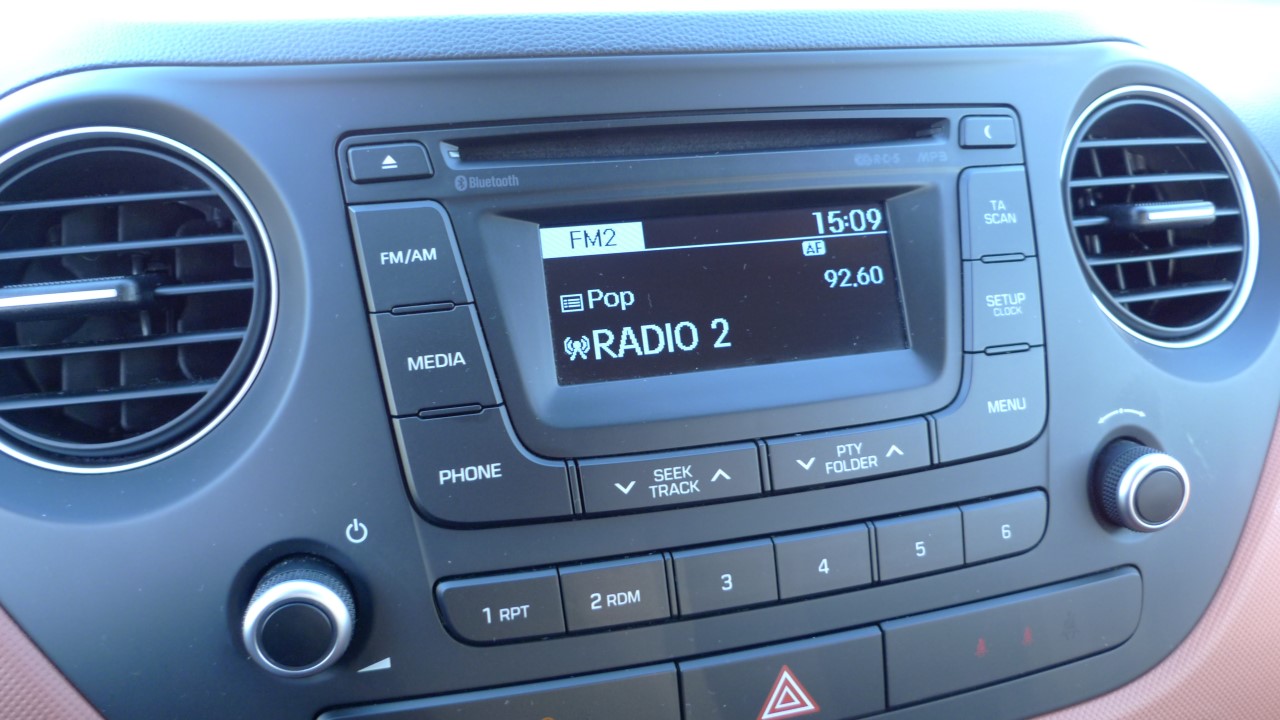 R·D·S MP3
Bluetooth
TA SCAN
FM2 15:09
AF
FM/AM
92.60
Pop
SETUP
CLOCK
RADIO 2
MEDIA
MENU
PHONE
SEEK
TRACK
PTY
FOLDER
1 RPT 2 RDM 3 4 5 6